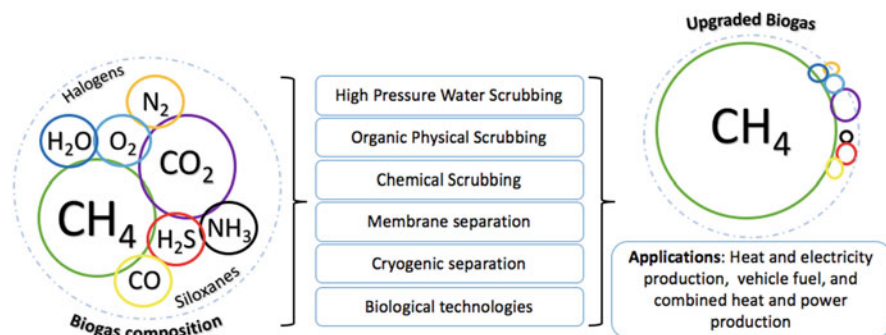 Halogens
N₂
H₂O
O₂
CO₂
CH₄
H₂S
NH₃
CO
Siloxanes
Biogas composition
High Pressure Water Scrubbing
Organic Physical Scrubbing
Chemical Scrubbing
Membrane separation
Cryogenic separation
Biological technologies
Upgraded Biogas
CH₄
Applications: Heat and electricity
production, vehicle fuel, and
combined heat and power
production